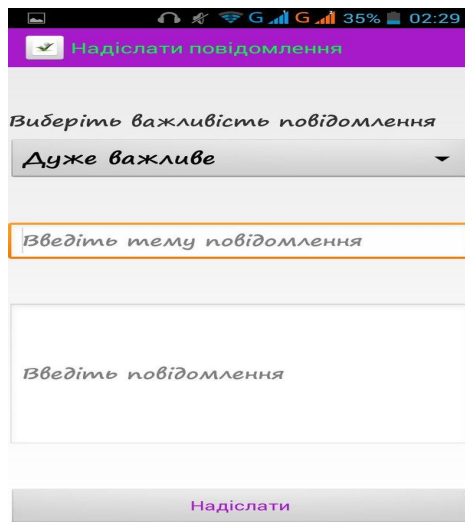 G G 35% 02:29
Надіслати повідомлення
Виберіть важливість повідомлення
Дуже важливе
Введіть тему повідомлення
Введіть повідомлення
Надіслати